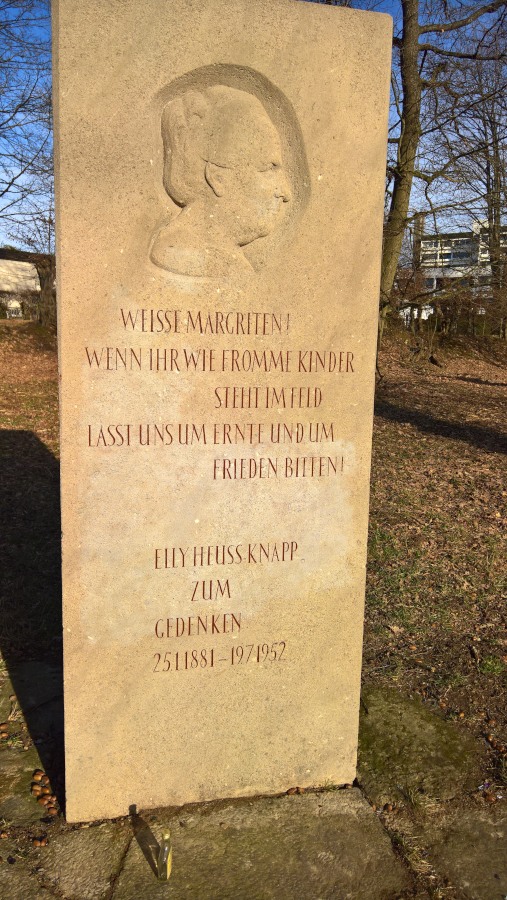 WEISSE MARGRITEN!
WENN IHR WIE FROMME KINDER
STEHT IM FELD
LASST UNS UM ERNTE UND UM
FRIEDEN BITTEN!
ELLY HEUSS-KNAPP
ZUM
GEDENKEN
25.1.1881-19.7.1952